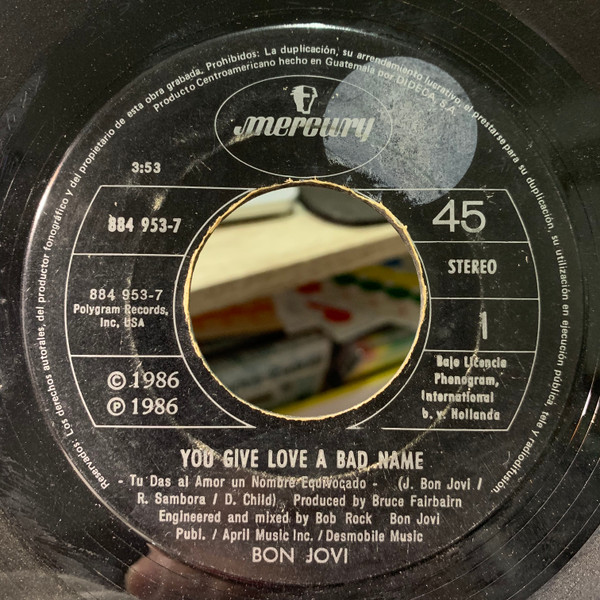 Reservados: Los derechos autorales, del productor fonográfico y del propietario de esta obra grabada. Prohibidos: La duplicación, su arrendamiento lucrativo, el prestarse para su duplicación, su utilización en ejecución pública, tele y radiodifusión.
Producto Centroamericano hecho en Guatemala por DIDECA, S.A.
mercury
3:53
884 953-7
45
STEREO
884 953-7
Polygram Records,
Inc, USA
1
© 1986
℗ 1986
Bajo Licencia
Phonogram,
International
b. v. Hollanda
YOU GIVE LOVE A BAD NAME
- Tu Das al Amor un Nombre Equivocado - (J. Bon Jovi /
R. Sambora / D. Child) Produced by Bruce Fairbairn
Engineered and mixed by Bob Rock Bon Jovi
Publ. / April Music Inc. / Desmobile Music
BON JOVI